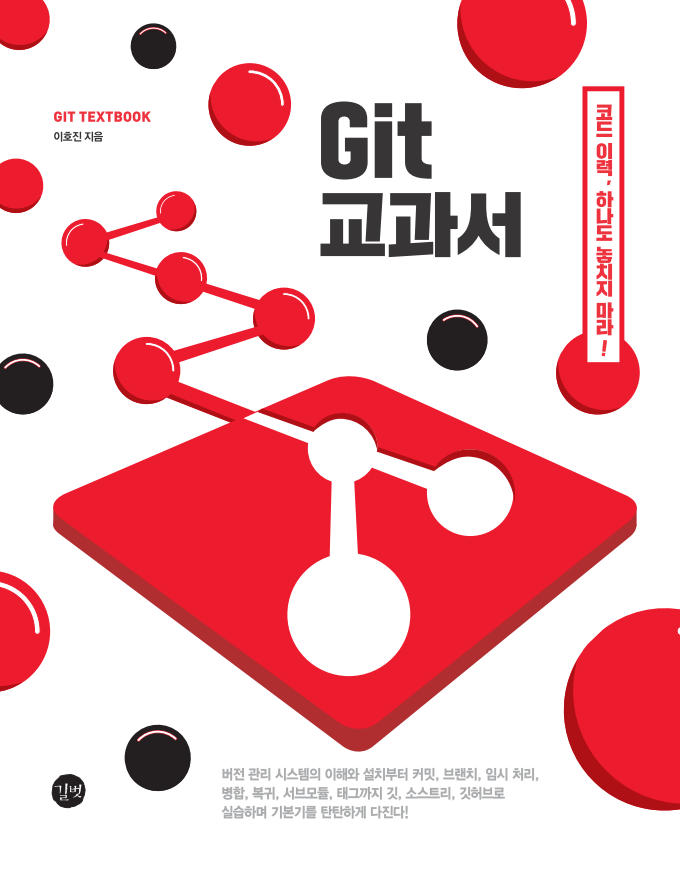 GIT TEXTBOOK
이호진 지음
Git
교과서
코드 이력, 하나도 놓치지 마라!
버전 관리 시스템의 이해와 설치부터 커밋, 브랜치, 임시 처리,
병합, 복귀, 서브모듈, 태그까지 깃, 소스트리, 깃허브로
실습하며 기본기를 탄탄하게 다진다!
길벗